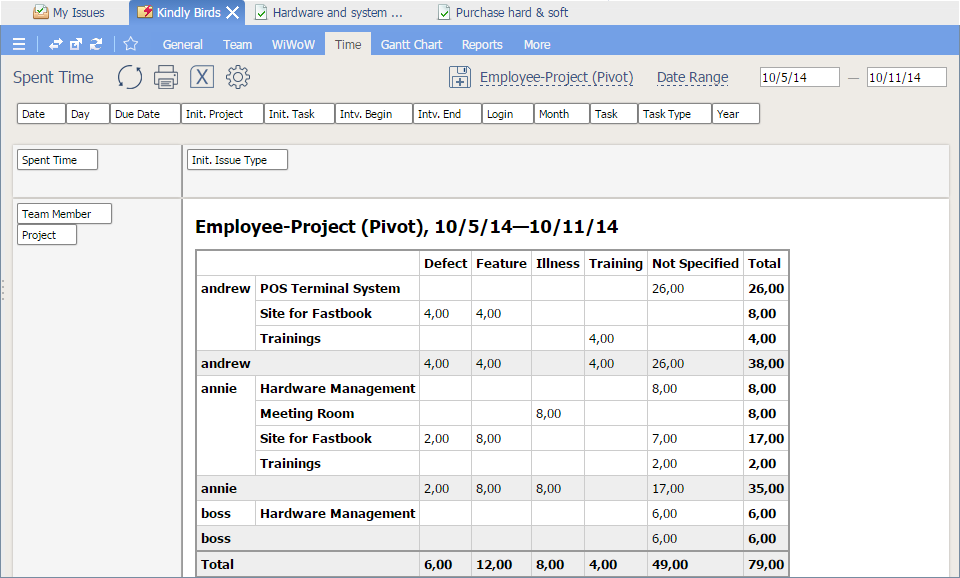 My Issues Kindly Birds Hardware and system ... Purchase hard & soft
General Team WiWoW Time Gantt Chart Reports More
Spent Time X Employee-Project (Pivot) Date Range 10/5/14 — 10/11/14
Date Day Due Date Init. Project Init. Task Intv. Begin Intv. End Login Month Task Task Type Year
Spent Time Init. Issue Type
Team Member
Project
Employee-Project (Pivot), 10/5/14—10/11/14
Defect Feature Illness Training Not Specified Total
andrew POS Terminal System 26,00 26,00
Site for Fastbook 4,00 4,00 8,00
Trainings 4,00 4,00
andrew 4,00 4,00 4,00 26,00 38,00
annie Hardware Management 8,00 8,00
Meeting Room 8,00 8,00
Site for Fastbook 2,00 8,00 7,00 17,00
Trainings 2,00 2,00
annie 2,00 8,00 8,00 17,00 35,00
boss Hardware Management 6,00 6,00
boss 6,00 6,00
Total 6,00 12,00 8,00 4,00 49,00 79,00